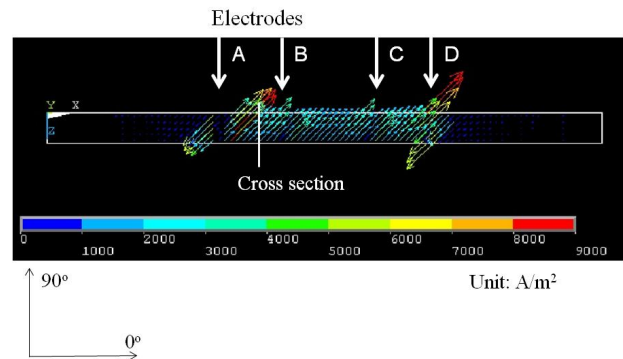 Electrodes
A B C D
Y X
Z
Cross section
0 1000 2000 3000 4000 5000 6000 7000 8000 9000
90° Unit: A/m²
0°